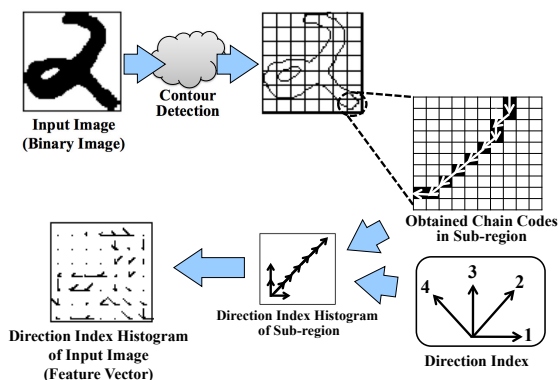 Input Image
(Binary Image)
Contour
Detection
Obtained Chain Codes
in Sub-region
4
3
2
1
Direction Index
Direction Index Histogram
of Sub-region
Direction Index Histogram
of Input Image
(Feature Vector)